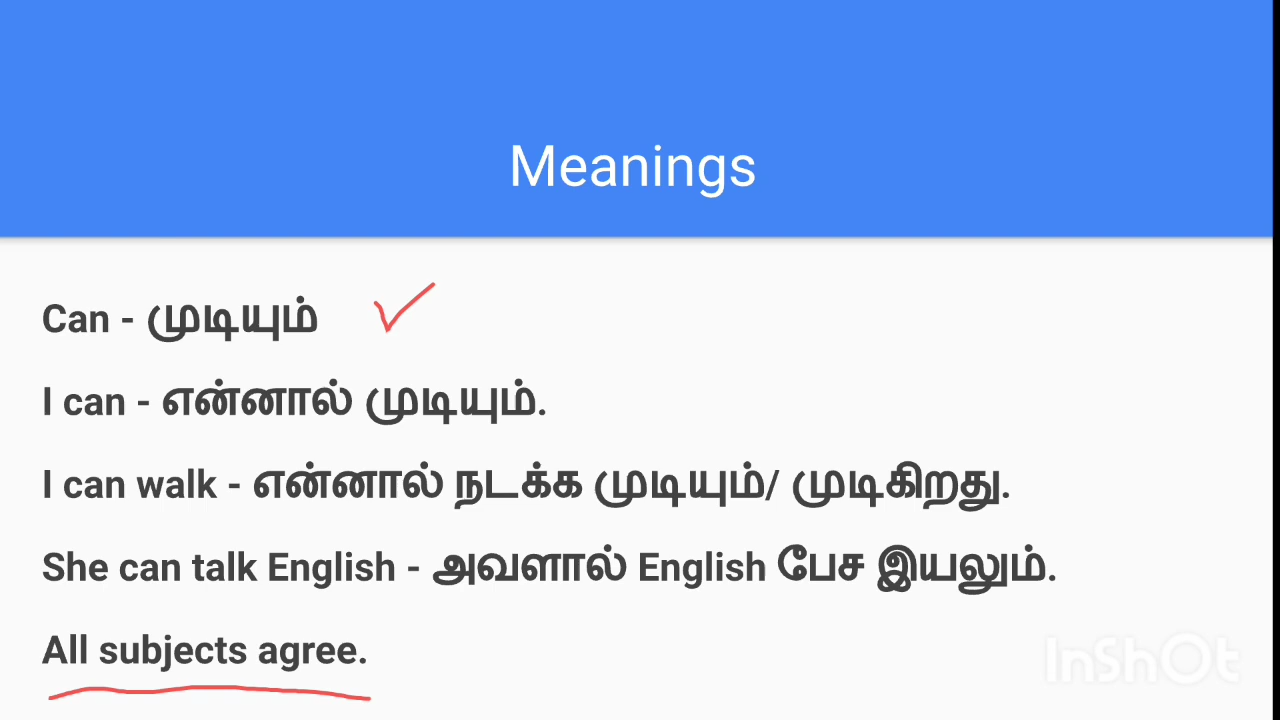 Meanings
Can - முடியும்
I can - என்னால் முடியும்.
I can walk - என்னால் நடக்க முடியும்/ முடிகிறது.
She can talk English - அவளால் English பேச இயலும்.
All subjects agree.
InShOt